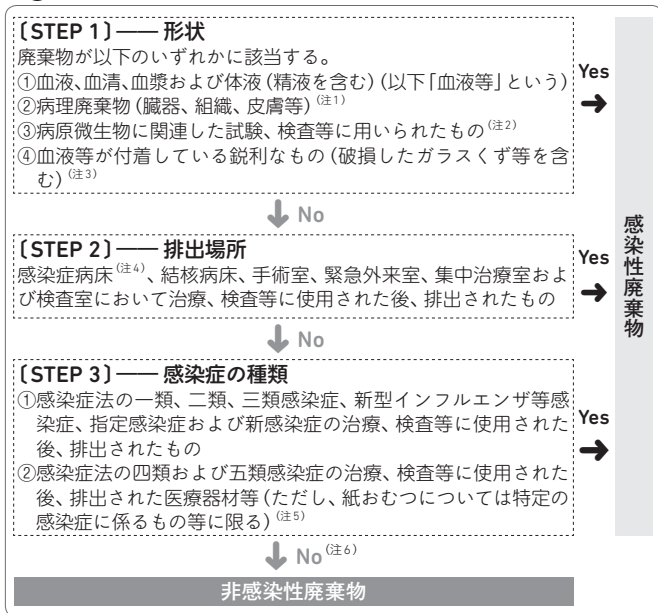 〔STEP 1〕── 形状
廃棄物が以下のいずれかに該当する。
①血液、血清、血漿および体液(精液を含む)(以下「血液等」という)
②病理廃棄物(臓器、組織、皮膚等)(注1)
③病原微生物に関連した試験、検査等に用いられたもの(注2)
④血液等が付着している鋭利なもの(破損したガラスくず等を含
む)(注3)
Yes
No
〔STEP 2〕── 排出場所
感染症病床(注4)、結核病床、手術室、緊急外来室、集中治療室およ
び検査室において治療、検査等に使用された後、排出されたもの
Yes
No
〔STEP 3〕── 感染症の種類
①感染症法の一類、二類、三類感染症、新型インフルエンザ等感
染症、指定感染症および新感染症の治療、検査等に使用された
後、排出されたもの
②感染症法の四類および五類感染症の治療、検査等に使用された
後、排出された医療器材等(ただし、紙おむつについては特定の
感染症に係るもの等に限る)(注5)
Yes
No(注6)
非感染性廃棄物
感染性廃棄物